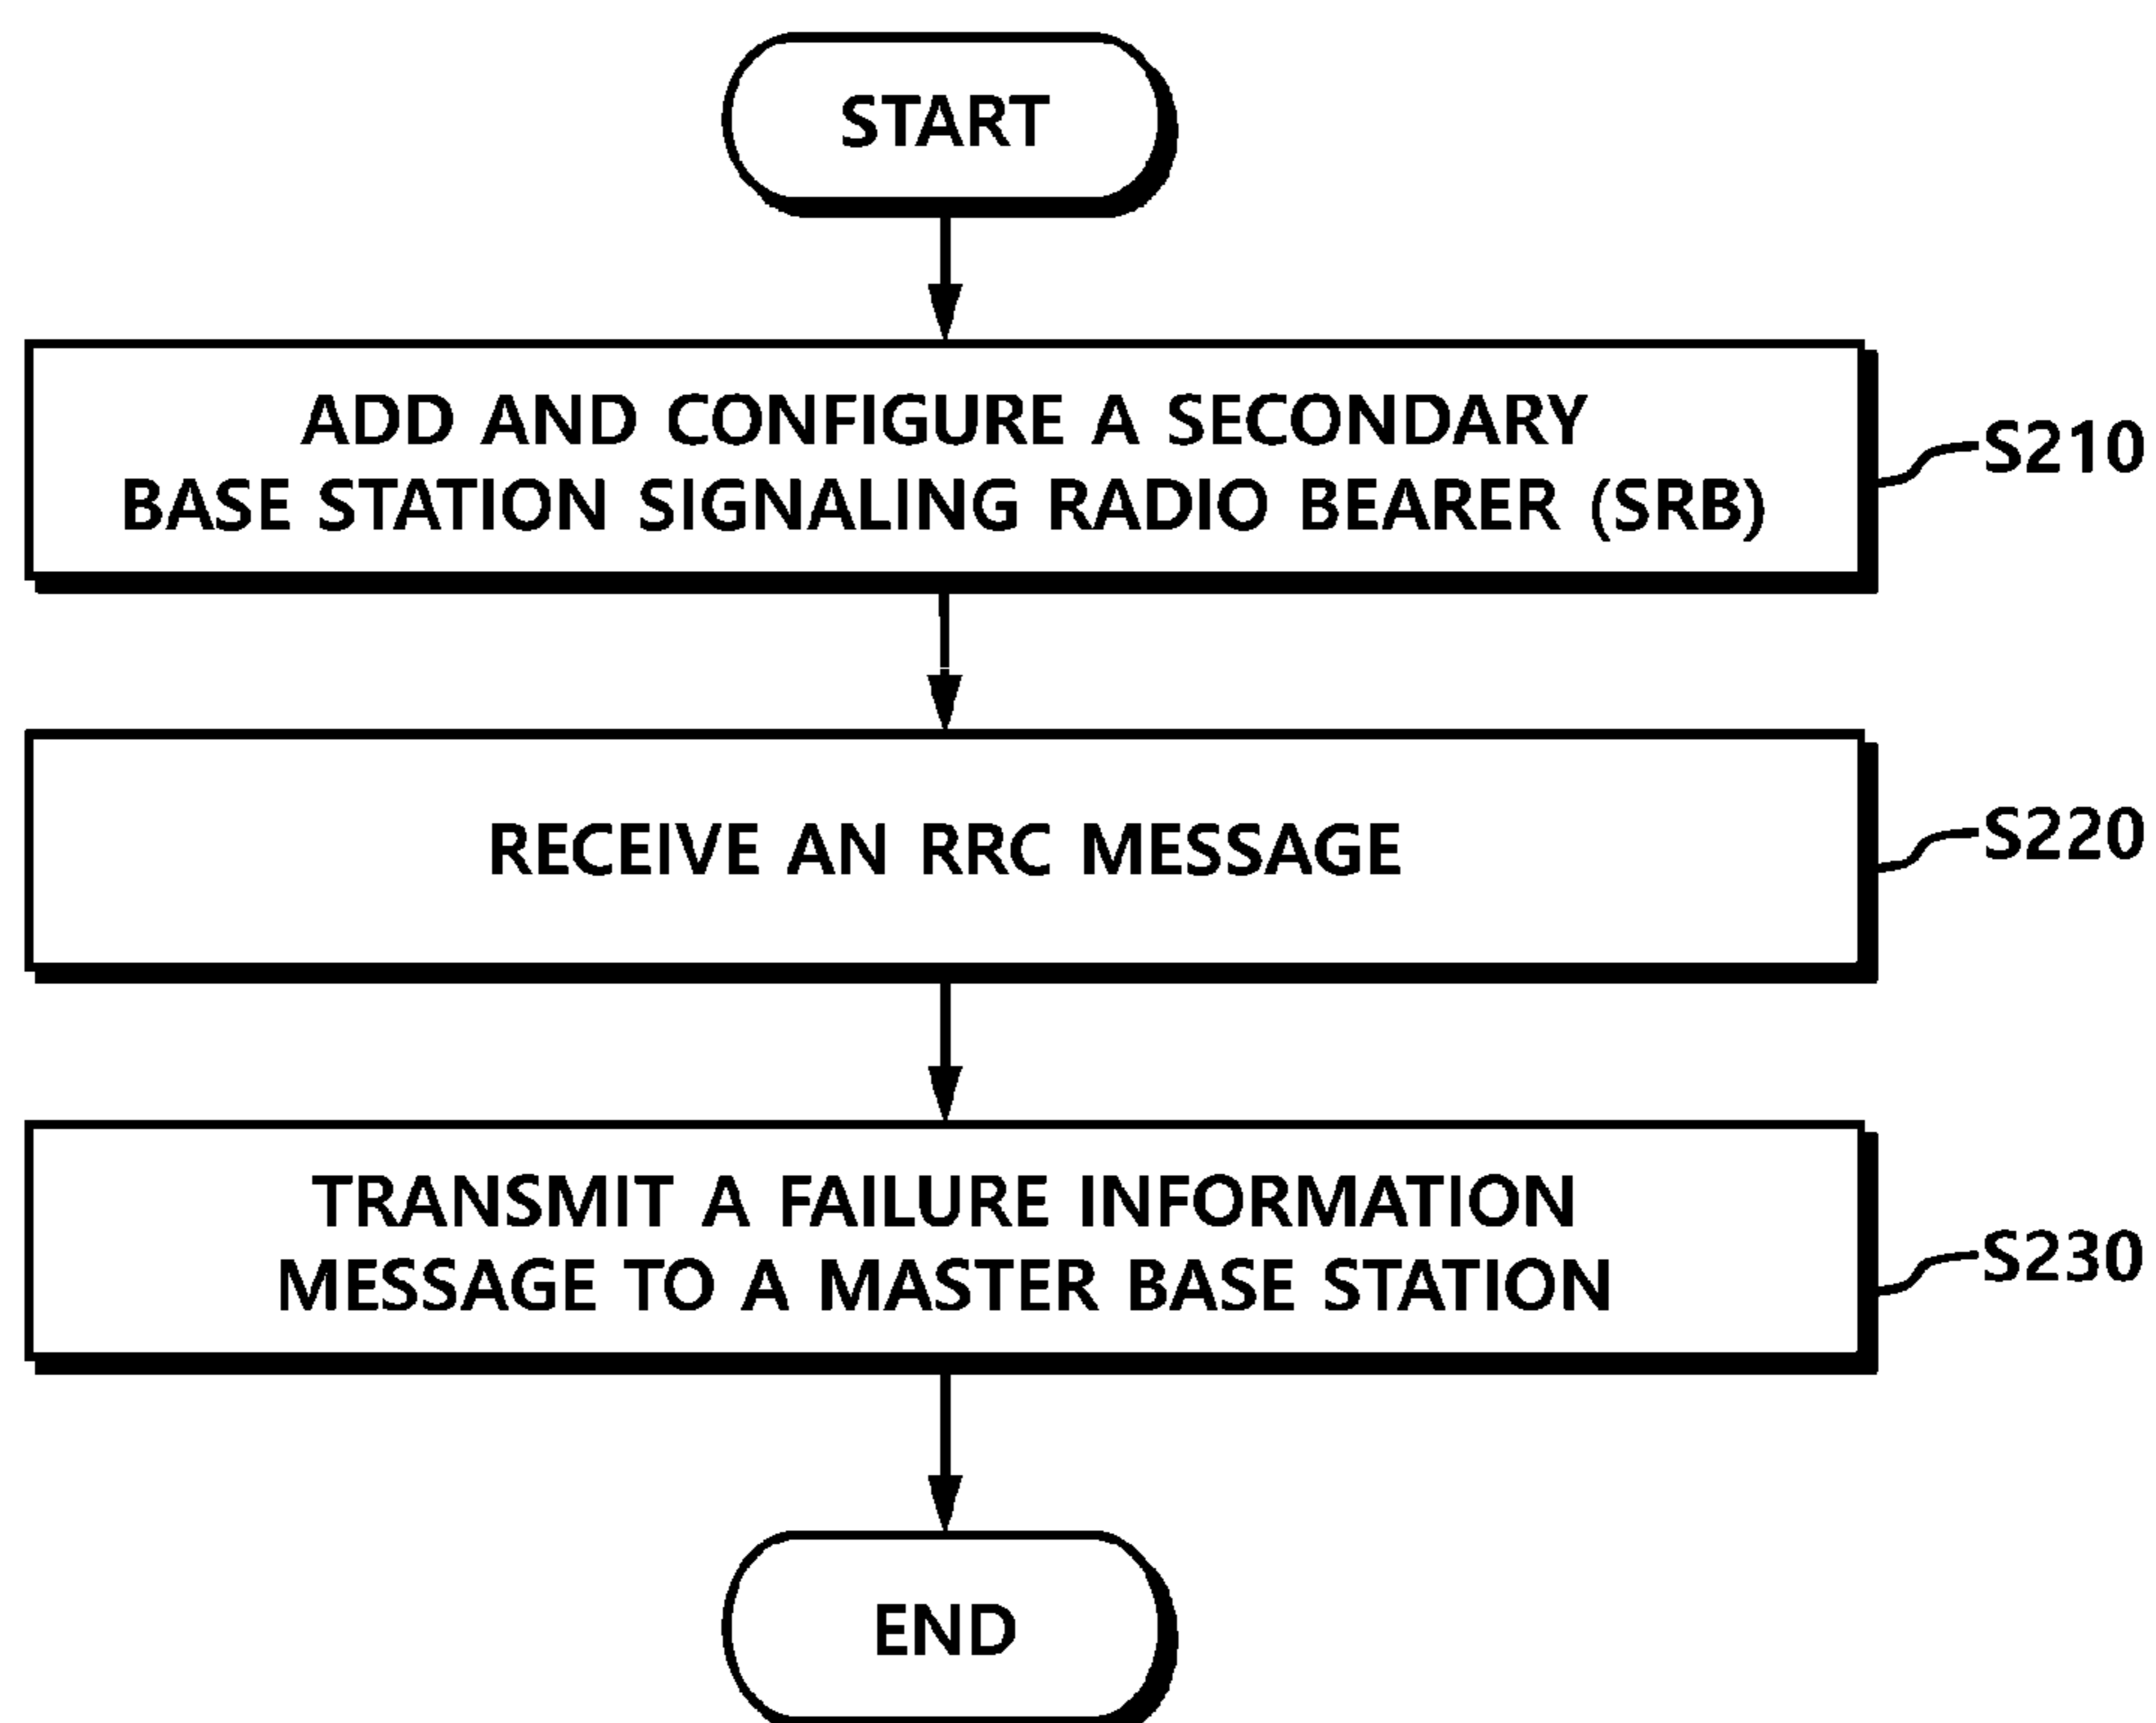 START
ADD AND CONFIGURE A SECONDARY
BASE STATION SIGNALING RADIO BEARER (SRB)
S210
RECEIVE AN RRC MESSAGE
S220
TRANSMIT A FAILURE INFORMATION
MESSAGE TO A MASTER BASE STATION
S230
END